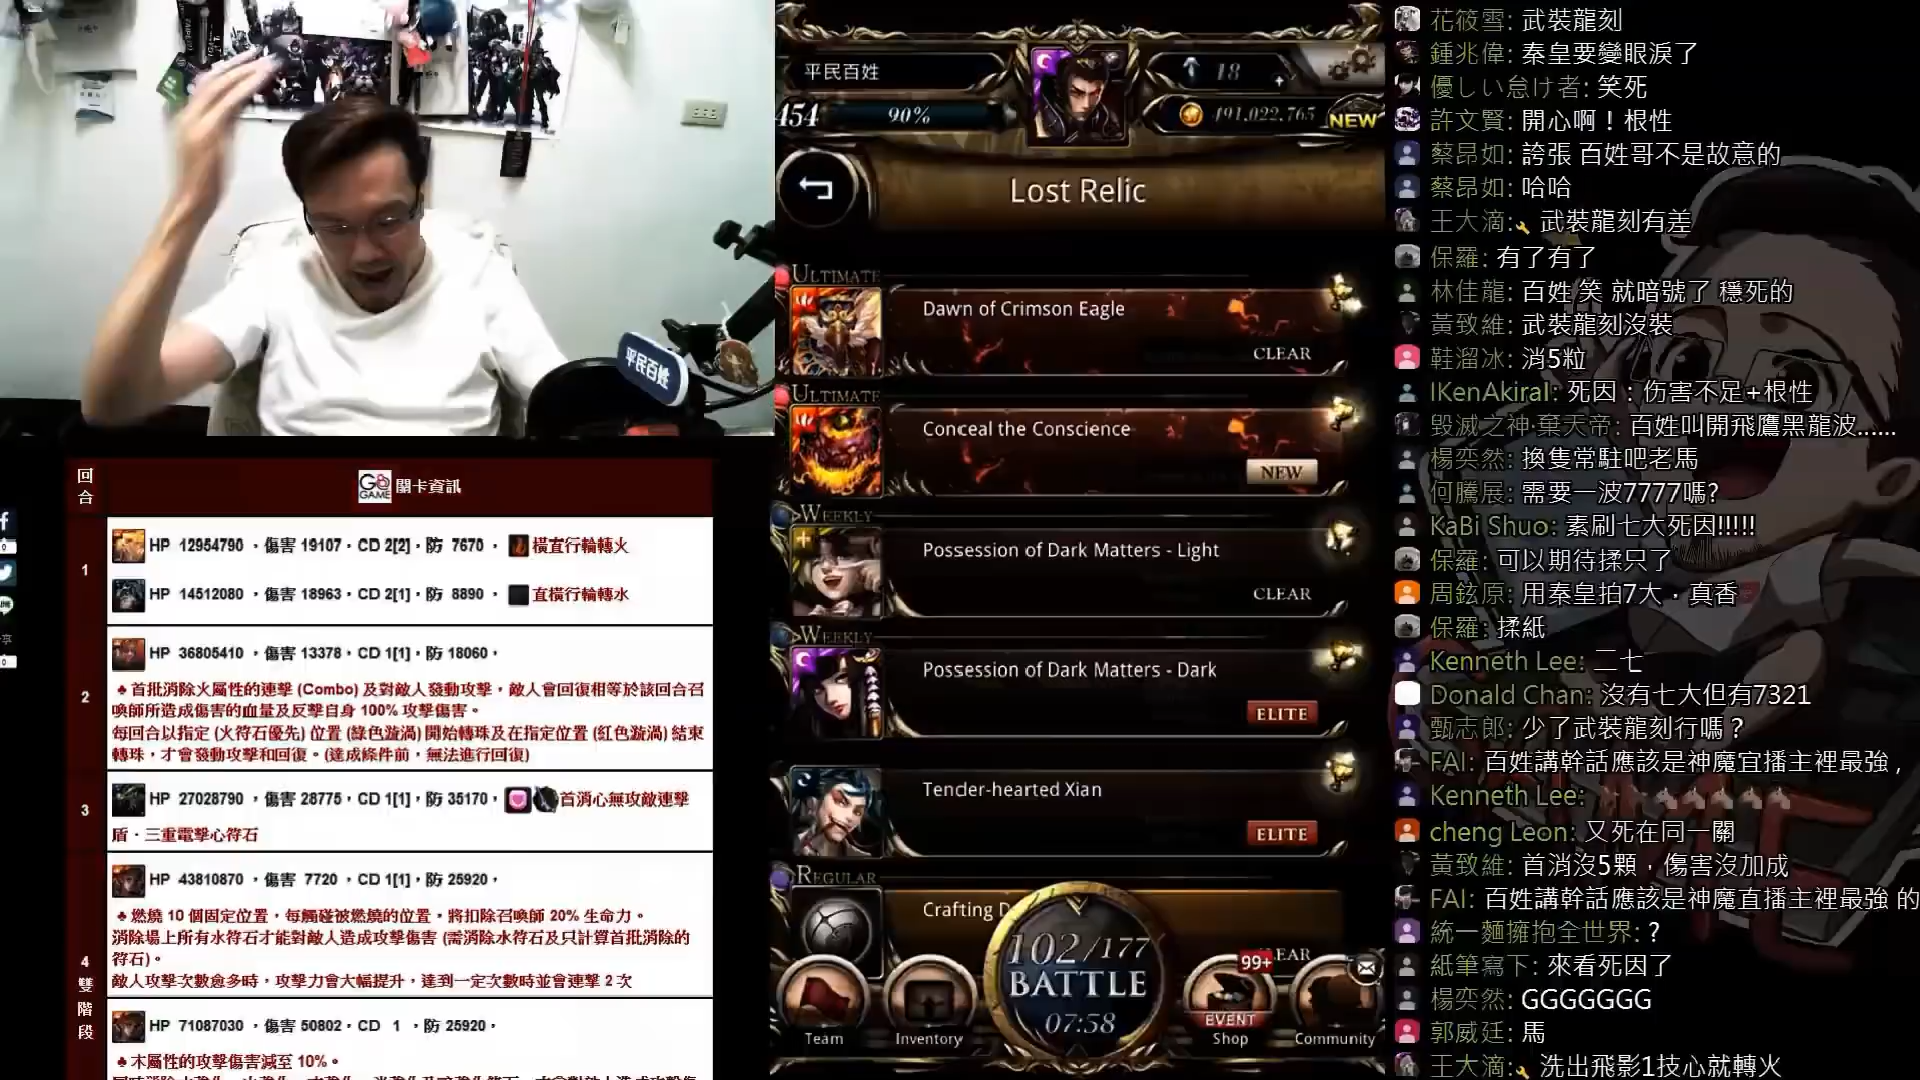 平民百姓
回合
GAME
關卡資訊
1
HP 12954790 ，傷害 19107，CD 2[2]，防 7670 ，橫直行輪轉火
HP 14512080 ，傷害 18963，CD 2[1]，防 8890 ，直橫行輪轉水
2
HP 36805410 ，傷害 13378，CD 1[1]，防 18060，
♣首批消除火屬性的連擊 (Combo) 及對敵人發動攻擊，敵人會回復相等於該回合召
喚師所造成傷害的血量及反擊自身 100% 攻擊傷害。
每回合以指定 (火符石優先) 位置 (綠色漩渦) 開始轉珠及在指定位置 (紅色漩渦) 結束
轉珠，才會發動攻擊和回復。(達成條件前，無法進行回復)
3
HP 27028790 ，傷害 28775，CD 1[1]，防 35170，首消心無攻敵連擊
盾．三重電擊心符石
4
雙
階
段
HP 43810870 ，傷害 7720，CD 1[1]，防 25920，
♣燃燒 10 個固定位置，每觸碰被燃燒的位置，將扣除召喚師 20% 生命力。
消除場上所有水符石才能對敵人造成攻擊傷害 (需消除水符石及只計算首批消除的
符石)。
敵人攻擊次數愈多時，攻擊力會大幅提升，達到一定次數時並會連擊 2 次
HP 71087030 ，傷害 50802，CD 1 ，防 25920，
♣木屬性的攻擊傷害減至 10%。
平民百姓
18
454
90%
491,022,765
NEW
Lost Relic
ULTIMATE
Dawn of Crimson Eagle
CLEAR
ULTIMATE
Conceal the Conscience
NEW
WEEKLY
Possession of Dark Matters - Light
CLEAR
WEEKLY
Possession of Dark Matters - Dark
ELITE
Tender-hearted Xian
ELITE
REGULAR
Crafting D
EAR
102/177
BATTLE
07:58
99+
EVENT
Team
Inventory
Shop
Community
花筱雪: 武裝龍刻
鍾兆偉: 秦皇要變眼淚了
優しい怠け者: 笑死
許文賢: 開心啊！根性
蔡昂如: 誇張 百姓哥不是故意的
蔡昂如: 哈哈
王大滴: 武裝龍刻有差
保羅: 有了有了
林佳龍: 百姓 笑 就暗號了 穩死的
黃致維: 武裝龍刻沒裝
鞋溜冰: 消5粒
IKenAkiraI: 死因：伤害不足+根性
毀滅之神·棄天帝: 百姓叫開飛鷹黑龍波......
楊奕然: 換隻常駐吧老馬
何騰展: 需要一波7777嗎?
KaBi Shuo: 素刷七大死因!!!!!
保羅: 可以期待揉只了
周鉉原: 用秦皇拍7大．真香
保羅: 揉紙
Kenneth Lee: 二七
Donald Chan: 沒有七大但有7321
甄志郎: 少了武裝龍刻行嗎？
FAI: 百姓講幹話應該是神魔宜播主裡最強 ,
Kenneth Lee:
cheng Leon: 又死在同一關
黃致維: 首消沒5顆，傷害沒加成
FAI: 百姓講幹話應該是神魔直播主裡最強 的
統一麵擁抱全世界: ?
紙筆寫下: 來看死因了
楊奕然: GGGGGGG
郭威廷: 馬
王大滴: 洗出飛影1技心就轉火